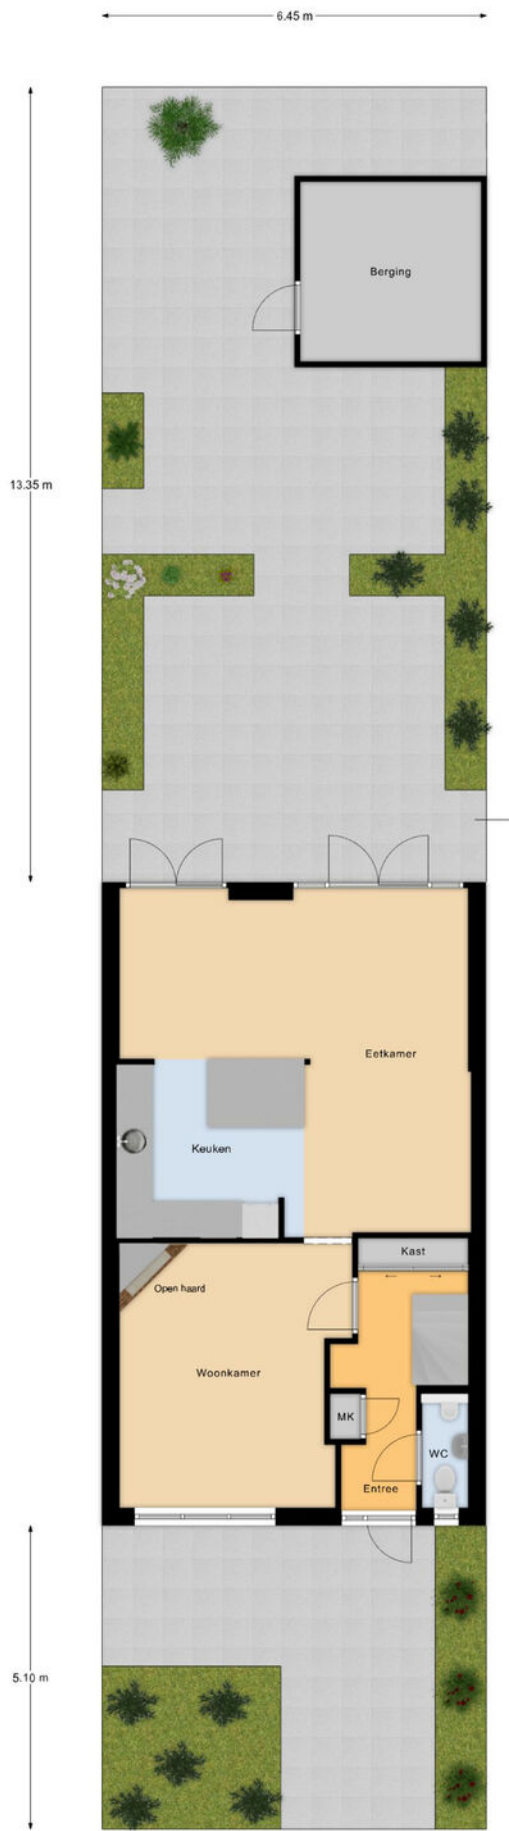 6.45 m
Berging
13.35 m
Eetkamer
Keuken
Kast
Open haard
Woonkamer
MK
WC
Entree
5.10 m